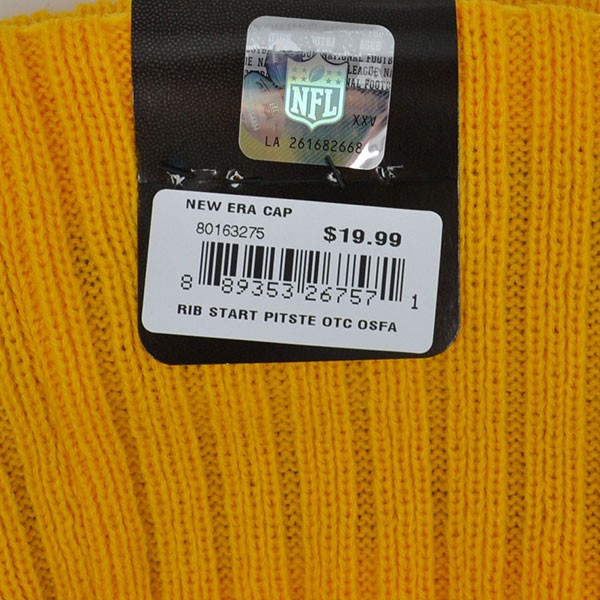 NFL
XXV
LA 261682668
NEW ERA CAP
80163275 $19.99
8 89353 26757 1
RIB START PITSTE OTC OSFA